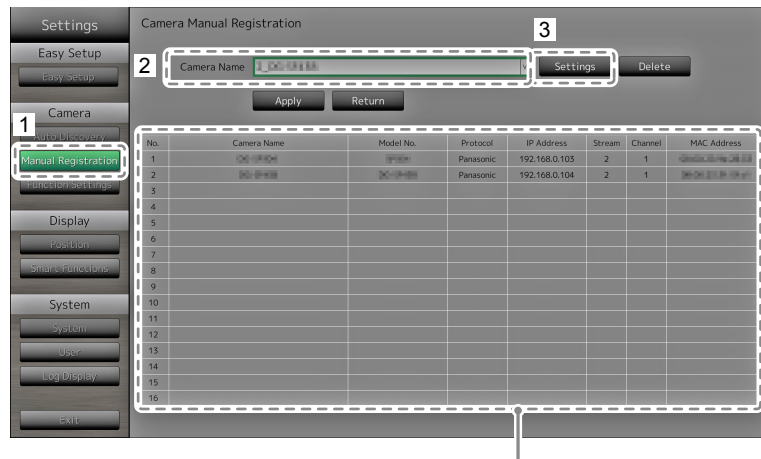 Settings
Camera Manual Registration
3
Easy Setup
2
Camera Name
Settings
Delete
Easy Setup
Apply
Return
Camera
1
Auto Discovery
No. Camera Name Model No. Protocol IP Address Stream Channel MAC Address
Manual Registration
1 Panasonic 192.168.0.103 2 1
2 Panasonic 192.168.0.104 2 1
Function Settings
3
4
Display
5
Position
6
7
Smart Functions
8
9
System
10
11
System
12
User
13
14
Log Display
15
16
Exit